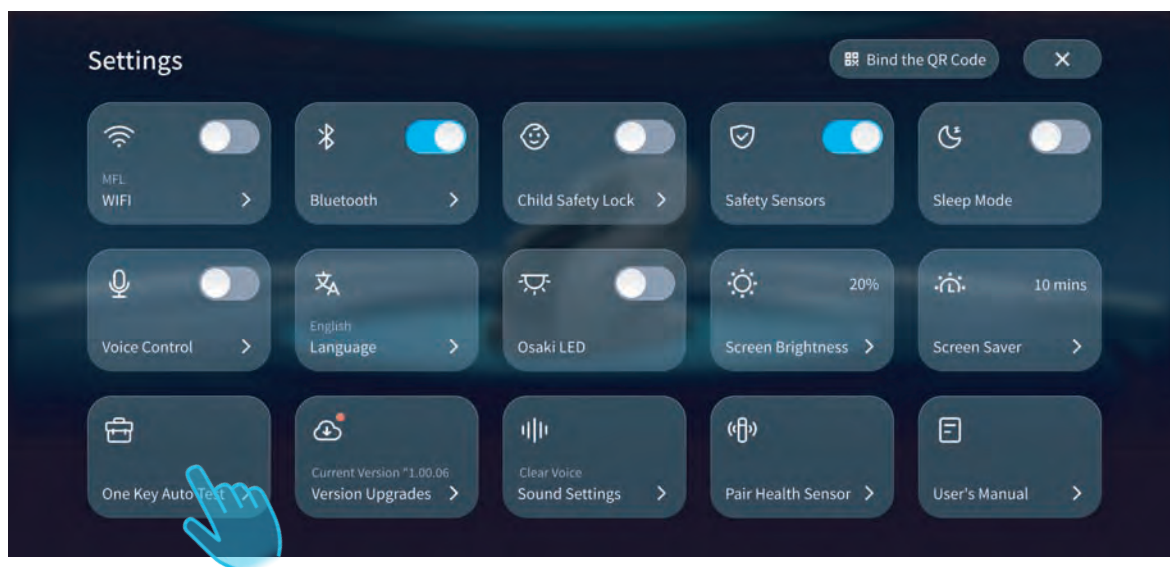 Settings
Bind the QR Code
MFL
WIFI
Bluetooth
Child Safety Lock
Safety Sensors
Sleep Mode
Voice Control
English
Language
Osaki LED
20%
Screen Brightness
10 mins
Screen Saver
One Key Auto Test
Current Version "1.00.06
Version Upgrades
Clear Voice
Sound Settings
Pair Health Sensor
User's Manual